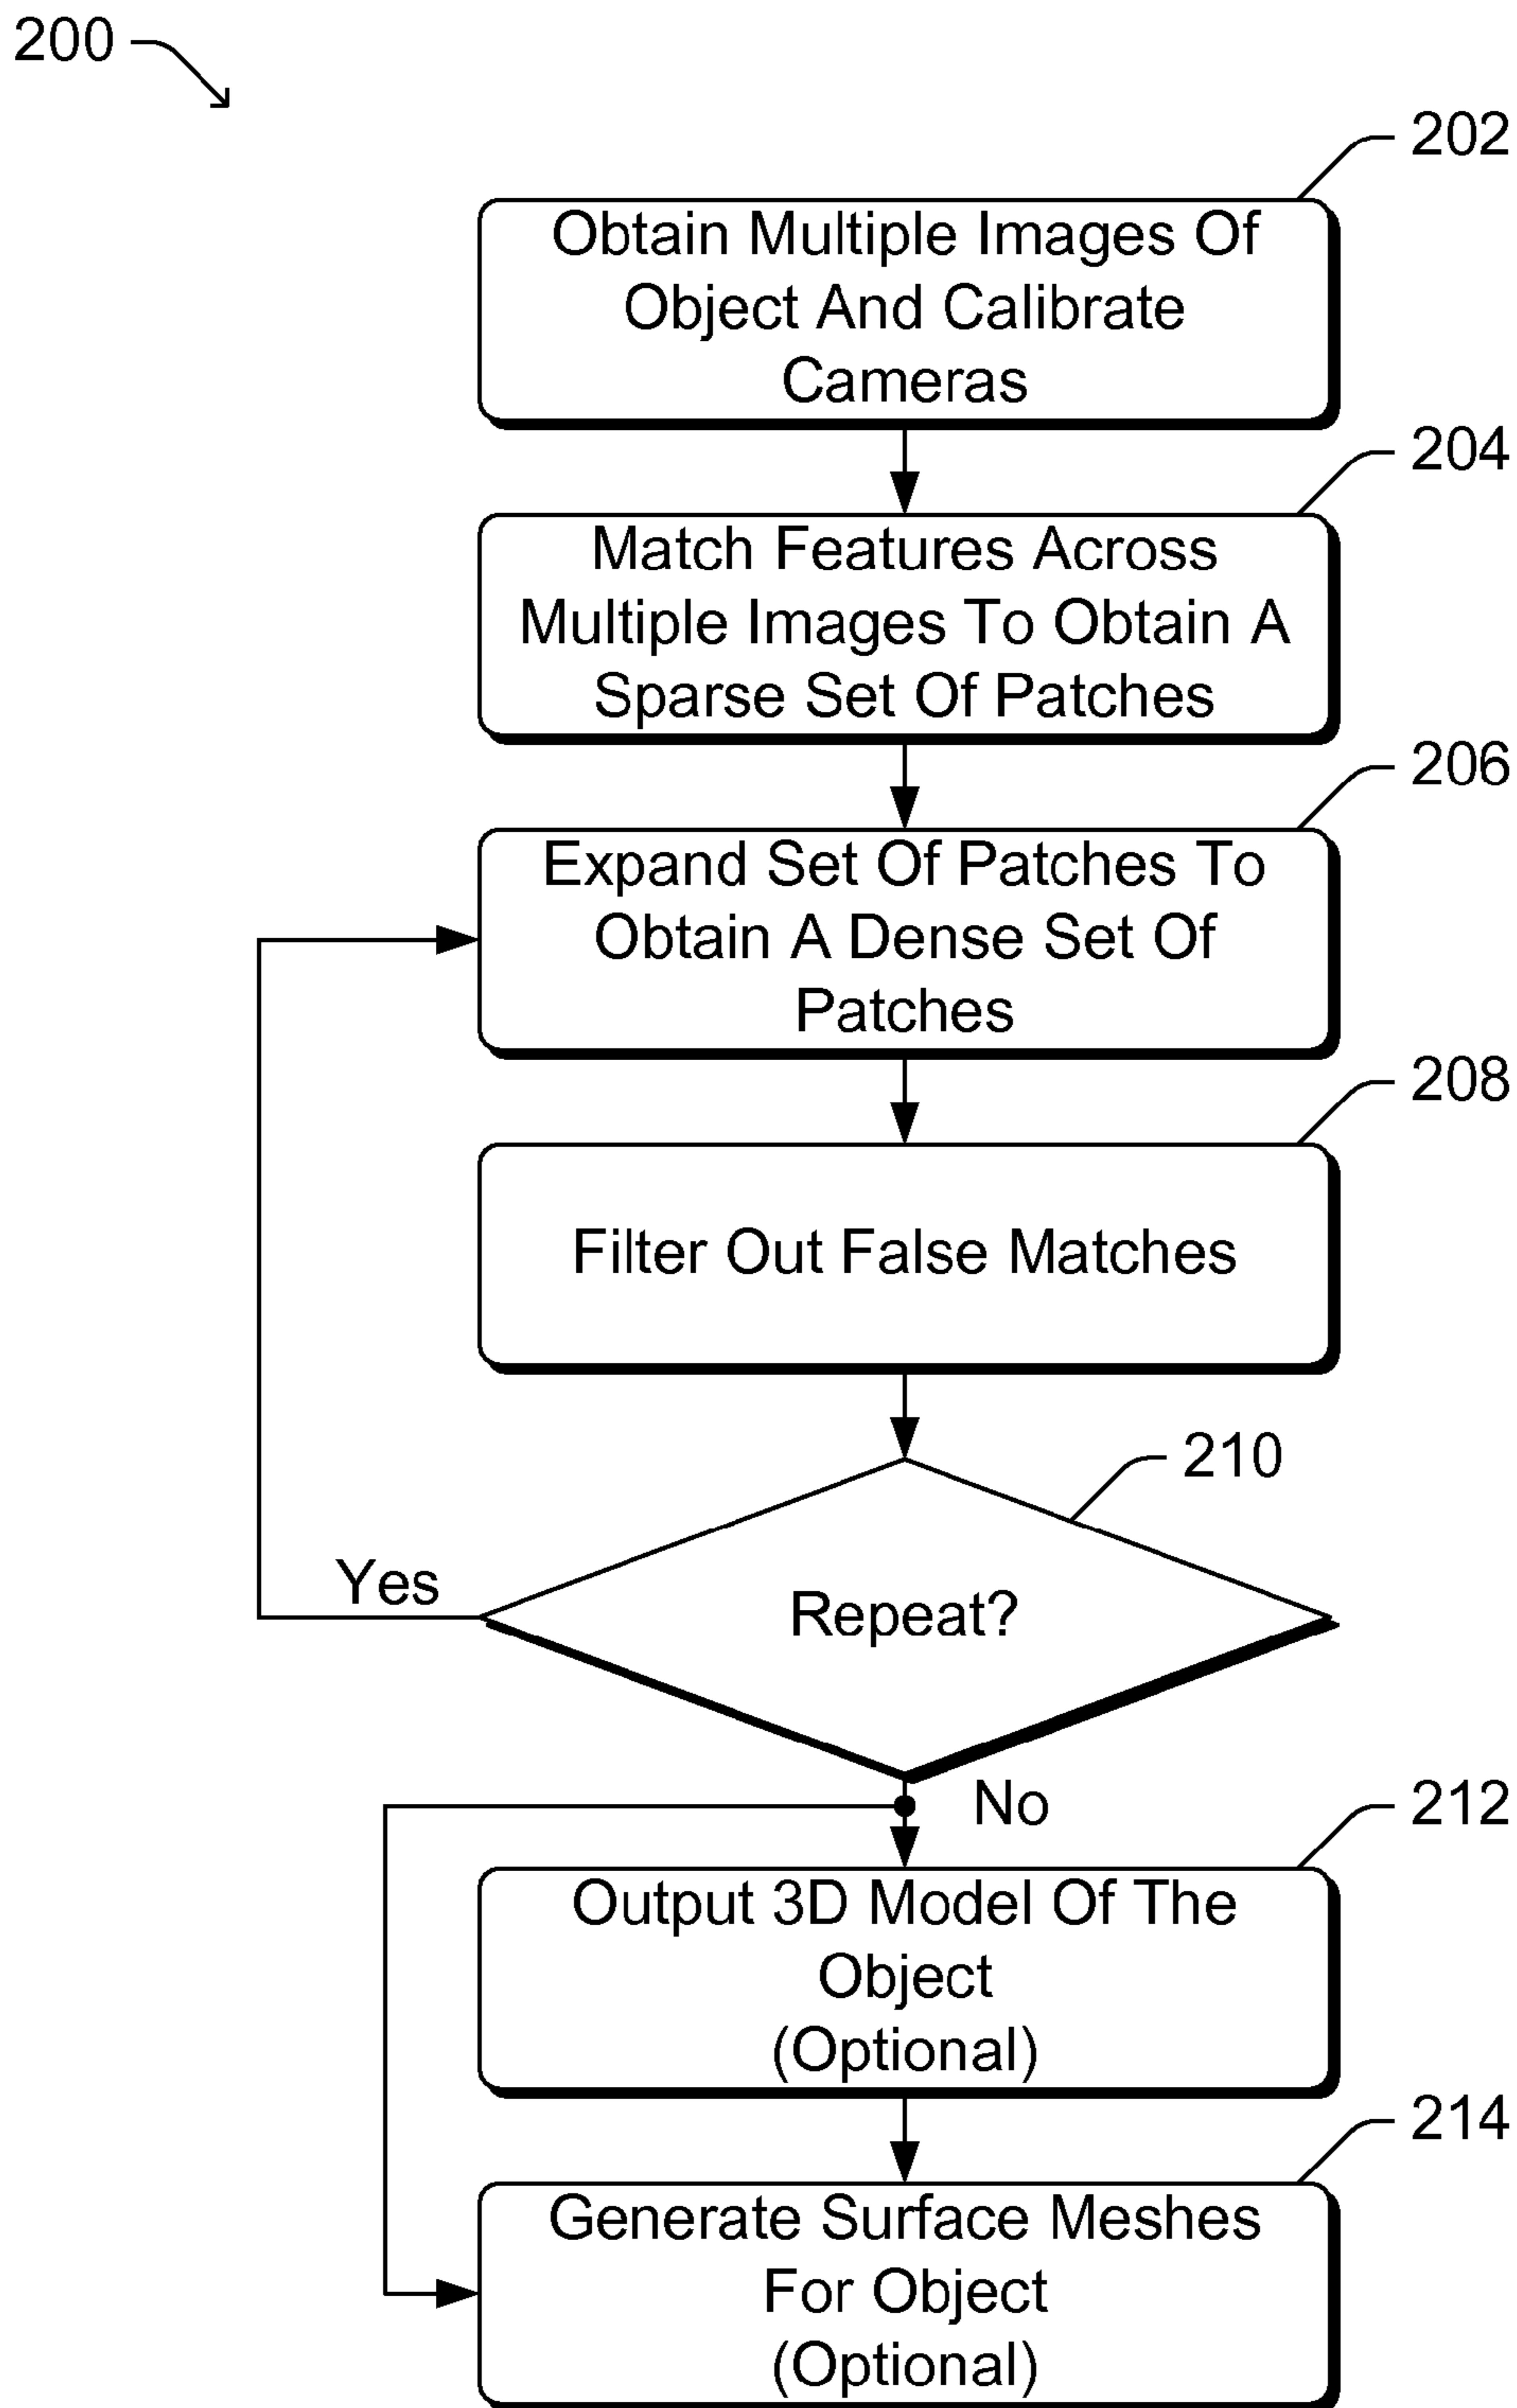 200
202
Obtain Multiple Images Of
Object And Calibrate
Cameras
204
Match Features Across
Multiple Images To Obtain A
Sparse Set Of Patches
206
Expand Set Of Patches To
Obtain A Dense Set Of
Patches
208
Filter Out False Matches
210
Repeat?
Yes
No
212
Output 3D Model Of The
Object
(Optional)
214
Generate Surface Meshes
For Object
(Optional)